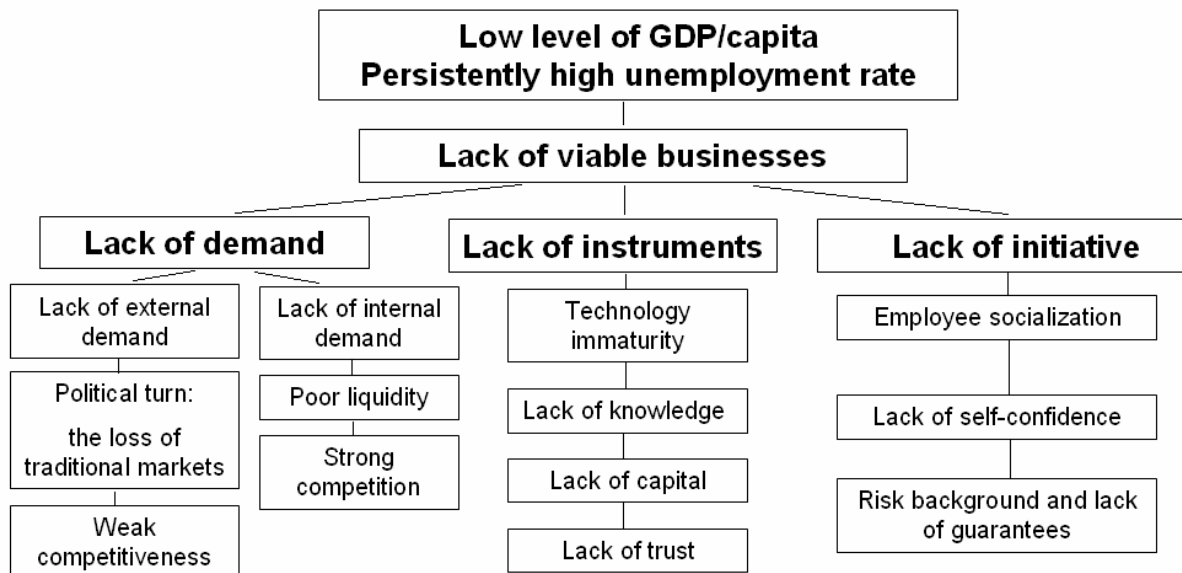 Low level of GDP/capita
Persistently high unemployment rate
Lack of viable businesses
Lack of demand
Lack of instruments
Lack of initiative
Lack of external
demand
Political turn:
the loss of
traditional markets
Weak
competitiveness
Lack of internal
demand
Poor liquidity
Strong
competition
Technology
immaturity
Lack of knowledge
Lack of capital
Lack of trust
Employee socialization
Lack of self-confidence
Risk background and lack
of guarantees